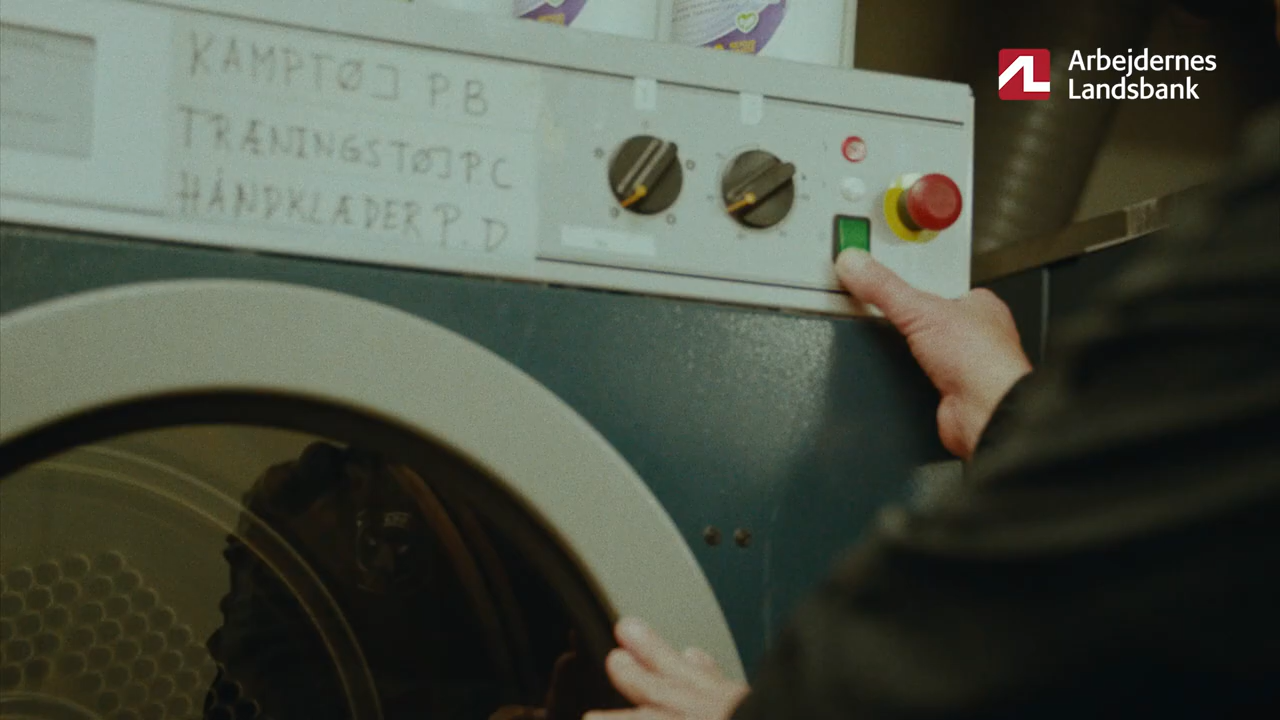 Arbejdernes
Landsbank
KAMPTØJ P B
TRÆNINGSTØJ P.C
HÅNDKLÆDER P. D